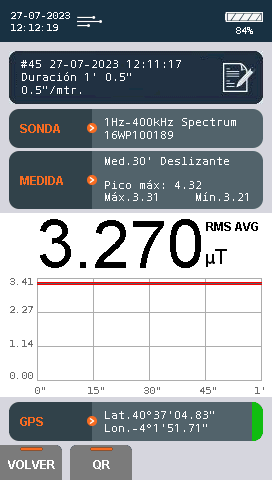 27-07-2023
12:12:19
84%
#45 27-07-2023 12:11:17
Duración 1' 0.5"
0.5"/mtr.
SONDA
1Hz-400kHz Spectrum
16WP100189
MEDIDA
Med.30' Deslizante
Pico máx: 4.32
Máx.3.31 Mín.3.21
3.270 RMS AVG
µT
3.41
2.27
1.14
0.00
0" 15" 30" 45" 1'
GPS
Lat.40°37'04.83"
Lon.-4°1'51.71"
VOLVER QR